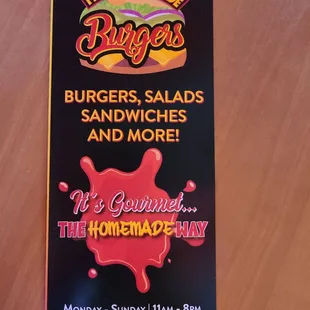 Burgers
BURGERS, SALADS
SANDWICHES
AND MORE!
It's Gourmet...
THE HOMEMADE WAY
MONDAY - SUNDAY | 11AM - 8PM